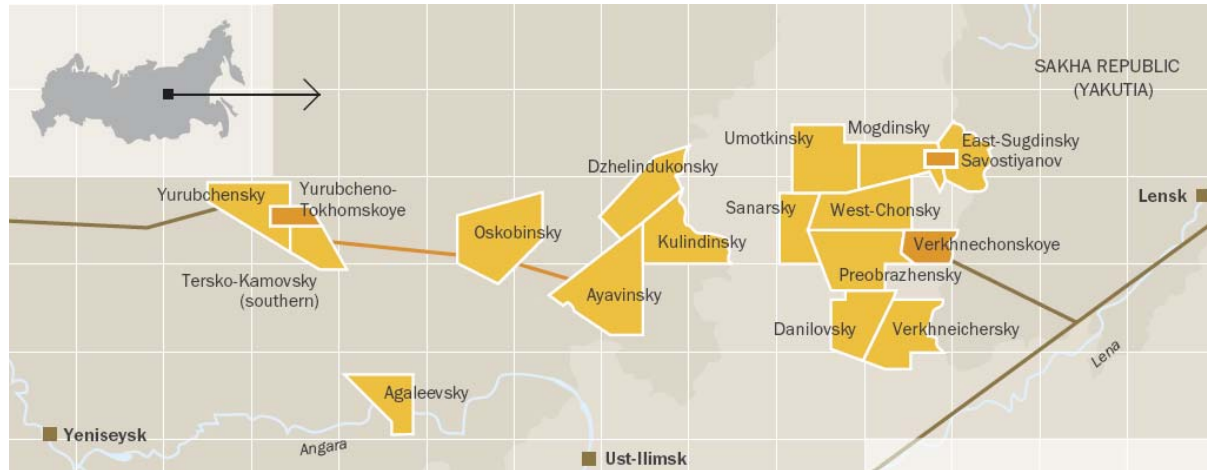 SAKHA REPUBLIC
(YAKUTIA)
Umotkinsky
Mogdinsky
East-Sugdinsky
Savostiyanov
Dzhelindukonsky
Yurubchensky
Yurubcheno-
Tokhomskoye
Lensk
Sanarsky
West-Chonsky
Oskobinsky
Kulindinsky
Verkhnechonskoye
Tersko-Kamovsky
(southern)
Preobrazhensky
Ayavinsky
Danilovsky
Verkhneichersky
Lena
Agaleevsky
Yeniseysk
Angara
Ust-Ilimsk